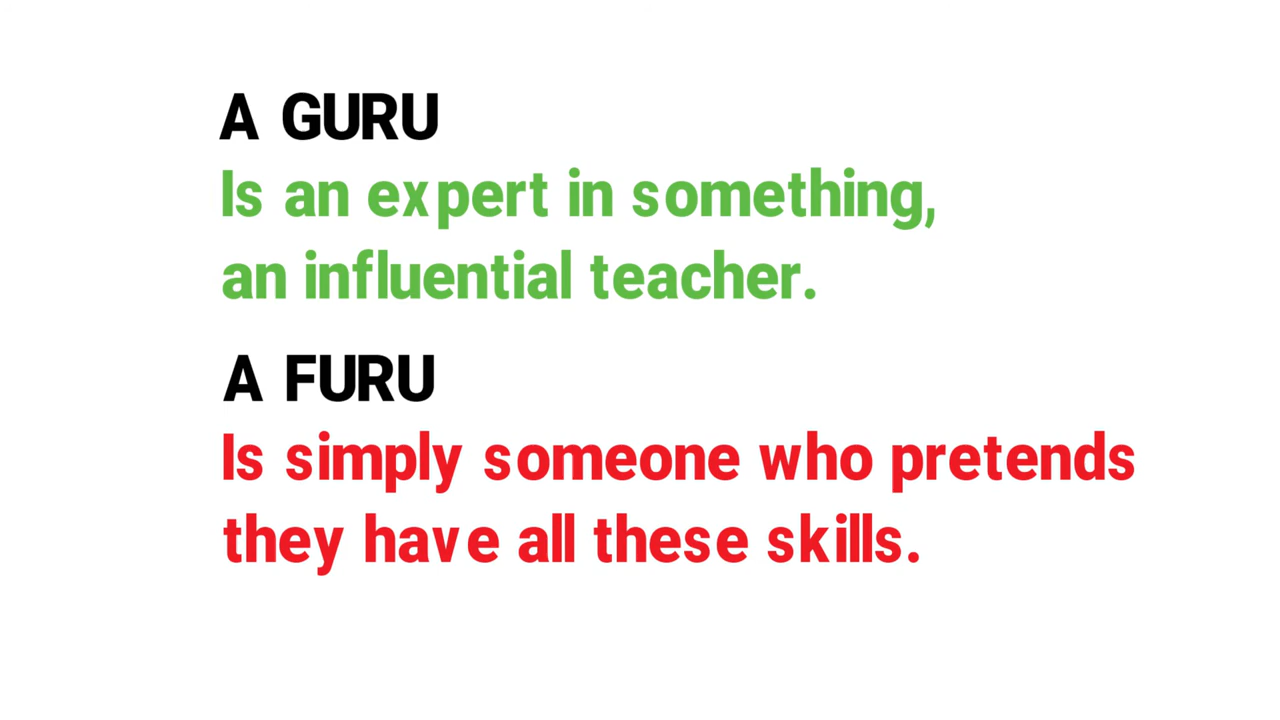 A GURU
Is an expert in something,
an influential teacher.
A FURU
Is simply someone who pretends
they have all these skills.